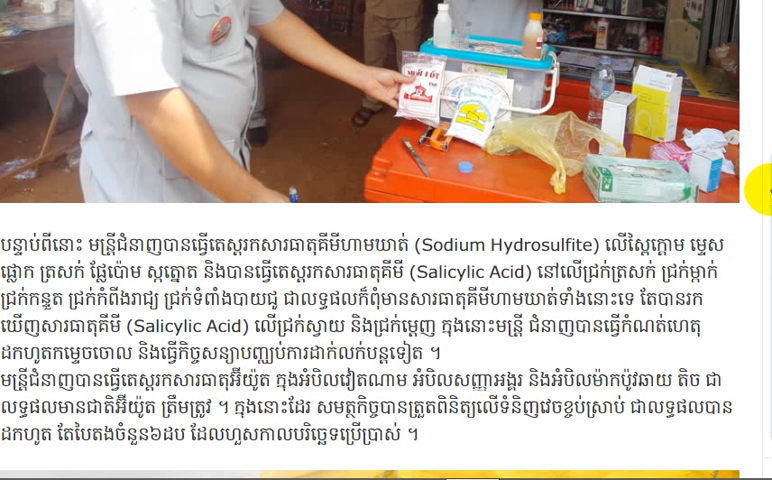 MUỐI ỚT
បន្ទាប់ពីនោះ មន្ត្រីជំនាញបានធ្វើតេស្តរកសារធាតុគីមីហាមឃាត់ (Sodium Hydrosulfite) លើស្ពៃក្តោម ម្ទេស
ផ្លោក ត្រសក់ ផ្លែប៉ោម ស្កត្នោត និងបានធ្វើតេស្តរកសារធាតុគីមី (Salicylic Acid) នៅលើជ្រក់ត្រសក់ ជ្រក់ម្កាក់
ជ្រក់កន្ធួត ជ្រក់កំពីងរាជ្យ ជ្រក់ទំពាំងបាយជូ ជាលទ្ធផលក៏ពុំមានសារធាតុគីមីហាមឃាត់ទាំងនោះទេ តែបានរក
ឃើញសារធាតុគីមី (Salicylic Acid) លើជ្រក់ស្វាយ និងជ្រក់ម្តេញ ក្នុងនោះមន្ត្រី ជំនាញបានធ្វើកំណត់ហេតុ
ដកហូតកម្ទេចចោល និងធ្វើកិច្ចសន្យាបញ្ឈប់ការដាក់លក់បន្តទៀត ។
មន្ត្រីជំនាញបានធ្វើតេស្តរកសារធាតុអ៊ីយ៉ូត ក្នុងអំបិលវៀតណាម អំបិលសញ្ញាអង្គរ និងអំបិលម៉ាកប៉ូវឆាយ តិច ជា
លទ្ធផលមានជាតិអ៊ីយ៉ូត ត្រឹមត្រូវ ។ ក្នុងនោះដែរ សមត្ថកិច្ចបានត្រួតពិនិត្យលើទំនិញវេចខ្ចប់ស្រាប់ ជាលទ្ធផលបាន
ដកហូត តែបៃតងចំនួន៦ដប ដែលហួសកាលបរិច្ឆេទប្រើប្រាស់ ។